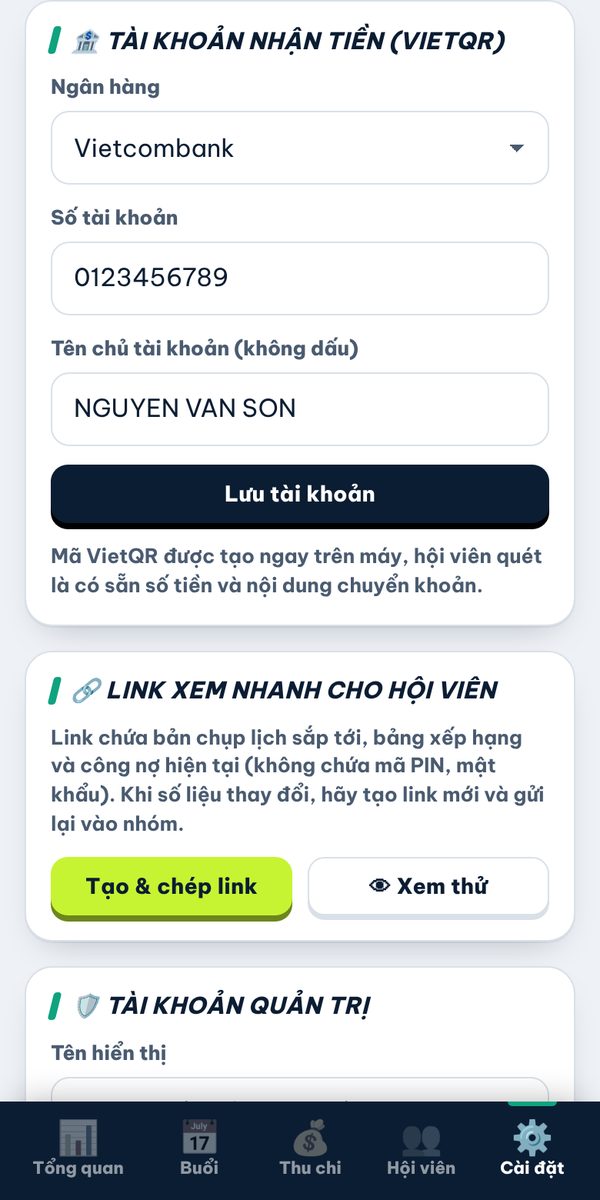 TÀI KHOẢN NHẬN TIỀN (VIETQR)
Ngân hàng
Vietcombank
Số tài khoản
0123456789
Tên chủ tài khoản (không dấu)
NGUYEN VAN SON
Lưu tài khoản
Mã VietQR được tạo ngay trên máy, hội viên quét
là có sẵn số tiền và nội dung chuyển khoản.
LINK XEM NHANH CHO HỘI VIÊN
Link chứa bản chụp lịch sắp tới, bảng xếp hạng
và công nợ hiện tại (không chứa mã PIN, mật
khẩu). Khi số liệu thay đổi, hãy tạo link mới và gửi
lại vào nhóm.
Tạo & chép link
Xem thử
TÀI KHOẢN QUẢN TRỊ
Tên hiển thị
July
17
Tổng quan
Buổi
Thu chi
Hội viên
Cài đặt